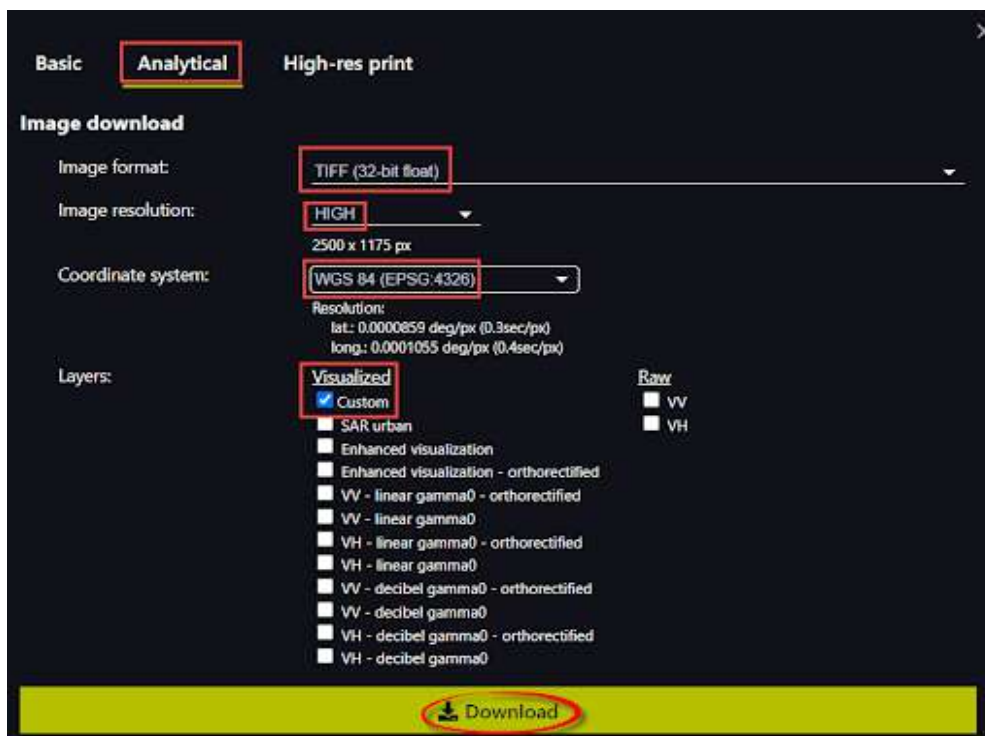 Basic Analytical High-res print
Image download
Image format: TIFF (32-bit float)
Image resolution: HIGH
2500 x 1175 px
Coordinate system: WGS 84 (EPSG:4326)
Resolution:
lat.: 0.0000859 deg/px (0.3sec/px)
long.: 0.0001055 deg/px (0.4sec/px)
Layers: Visualized Raw
Custom VV
SAR urban VH
Enhanced visualization
Enhanced visualization - orthorectified
VV - linear gamma0 - orthorectified
VV - linear gamma0
VH - linear gamma0 - orthorectified
VH - linear gamma0
VV - decibel gamma0 - orthorectified
VV - decibel gamma0
VH - decibel gamma0 - orthorectified
VH - decibel gamma0
Download